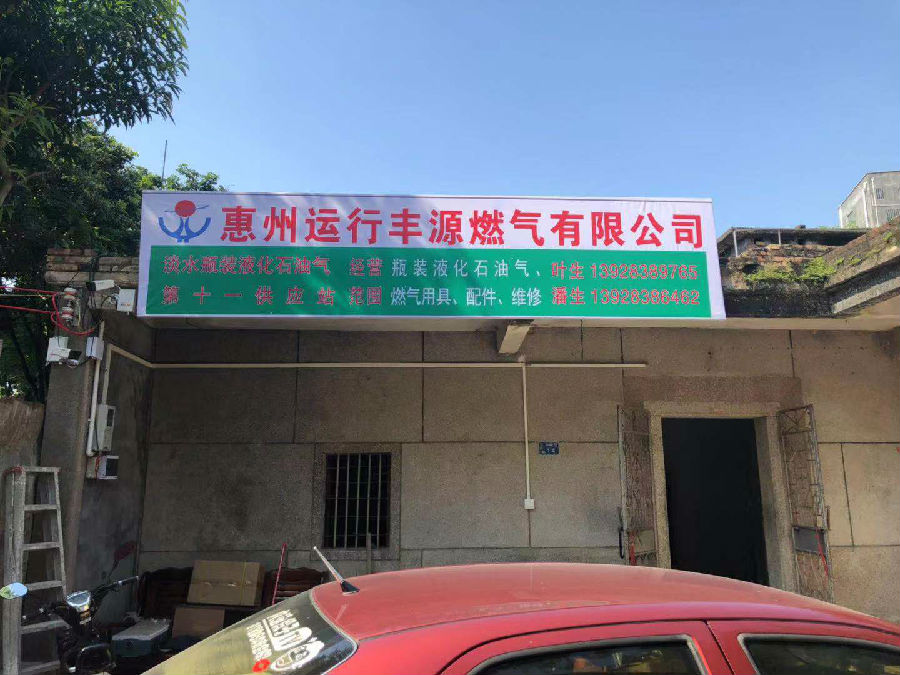 惠州运行丰源燃气有限公司
淡水瓶装液化石油气 经营 瓶装液化石油气、 叶生 13928389765
第十一供应站 范围 燃气用具、配件、维修 潘生 13928388462